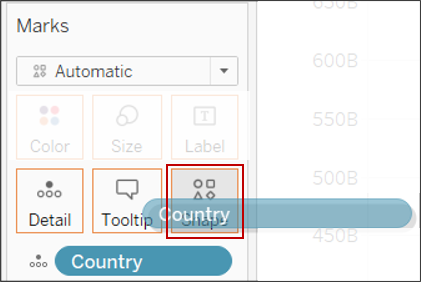 Marks
Automatic
Color Size Label
Detail Tooltip Shape
Country
Country
650B
600B
550B
500B
450B